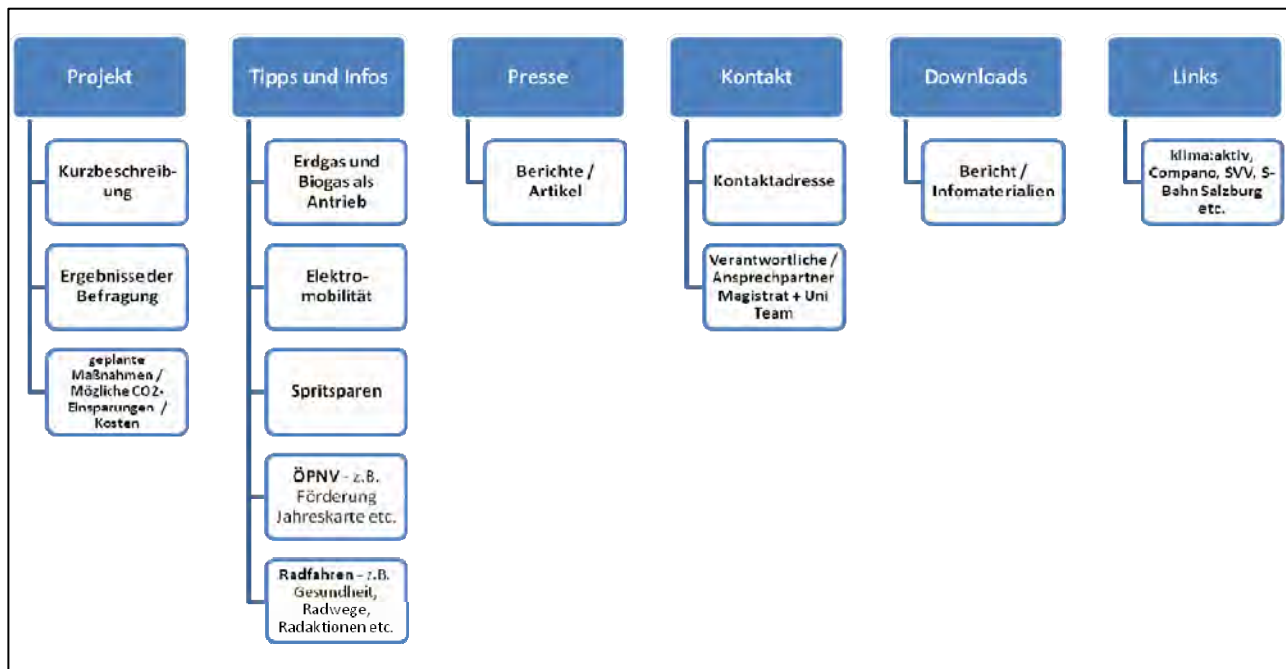 Projekt
Kurzbeschreib-
ung
Ergebnisse der
Befragung
geplante
Maßnahmen /
Mögliche CO2-
Einsparungen /
Kosten
Tipps und Infos
Erdgas und
Biogas als
Antrieb
Elektro-
mobilität
Spritsparen
ÖPNV - z.B.
Förderung
Jahreskarte etc.
Radfahren - z.B.
Gesundheit,
Radwege,
Radaktionen etc.
Presse
Berichte /
Artikel
Kontakt
Kontaktadresse
Verantwortliche /
Ansprechpartner
Magistrat + Uni
Team
Downloads
Bericht /
Infomaterialien
Links
klima:aktiv,
Compano, SVV, S-
Bahn Salzburg
etc.